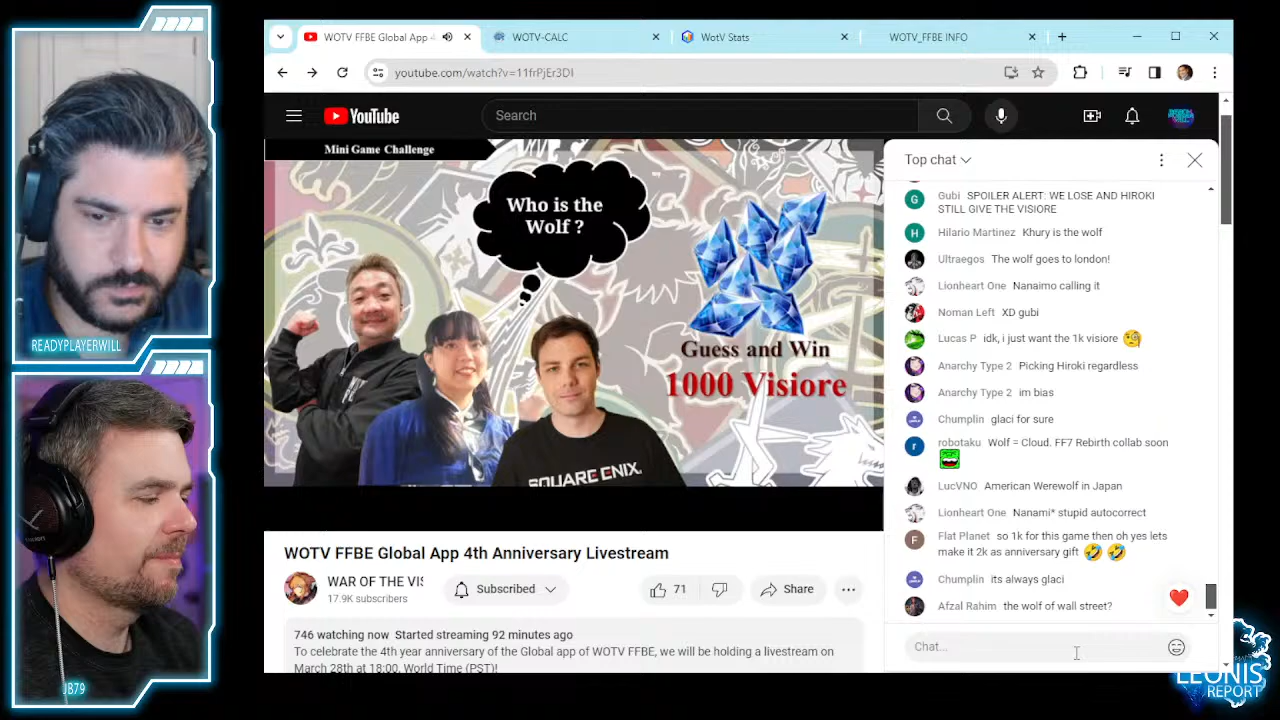 WOTV FFBE Global App 4
WOTV-CALC
WotV Stats
WOTV_FFBE INFO
youtube.com/watch?v=11frPjEr3DI
YouTube
Search
Mini Game Challenge
Who is the
Wolf ?
Guess and Win
1000 Visiore
SQUARE ENIX.
Top chat
Gubi SPOILER ALERT: WE LOSE AND HIROKI
STILL GIVE THE VISIORE
Hilario Martinez Khury is the wolf
Ultraegos The wolf goes to london!
Lionheart One Nanaimo calling it
Noman Left XD gubi
Lucas P idk, i just want the 1k visiore
Anarchy Type 2 Picking Hiroki regardless
Anarchy Type 2 im bias
Chumplin glaci for sure
robotaku Wolf = Cloud. FF7 Rebirth collab soon
LucVNO American Werewolf in Japan
Lionheart One Nanami* stupid autocorrect
Flat Planet so 1k for this game then oh yes lets
make it 2k as anniversary gift
Chumplin its always glaci
Afzal Rahim the wolf of wall street?
Chat...
WOTV FFBE Global App 4th Anniversary Livestream
WAR OF THE VIS
17.9K subscribers
Subscribed
71
Share
746 watching now Started streaming 92 minutes ago
To celebrate the 4th year anniversary of the Global app of WOTV FFBE, we will be holding a livestream on
March 28th at 18:00, World Time (PST)!
READYPLAYERWILL
JB79
LEONIS
REPORT